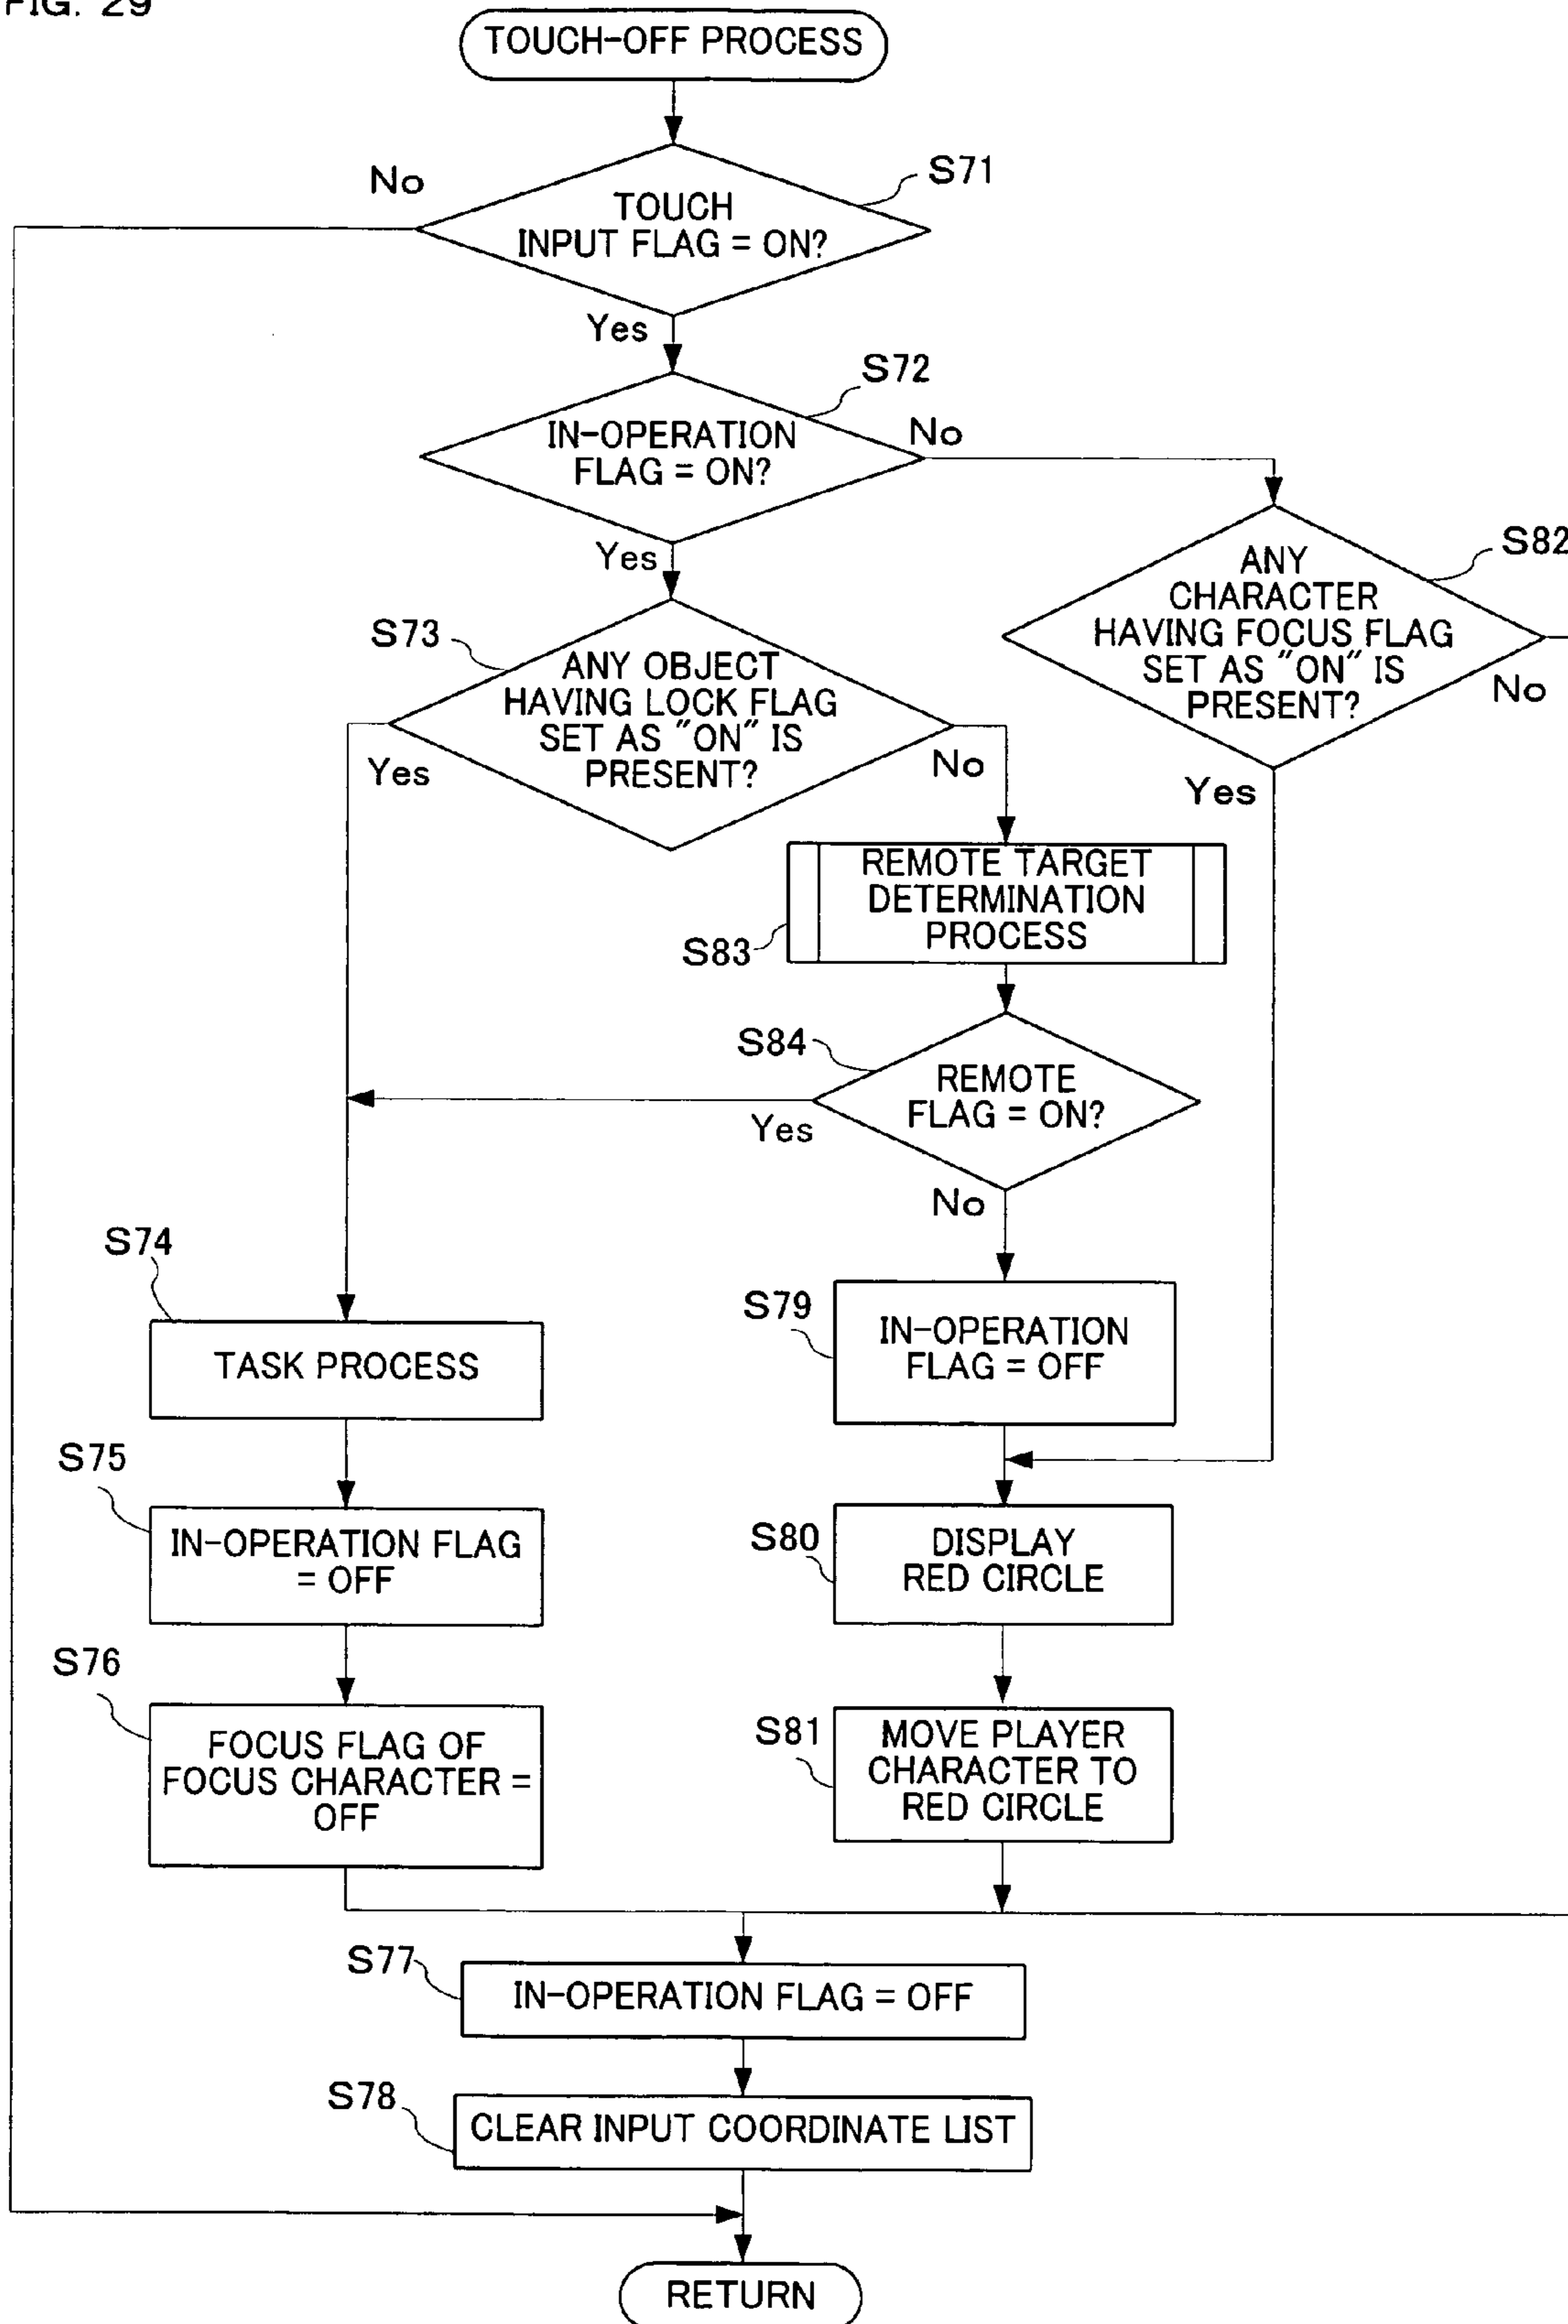 FIG. 29
TOUCH-OFF PROCESS
No
S71
TOUCH
INPUT FLAG = ON?
Yes
S72
IN-OPERATION
FLAG = ON?
No
Yes
S82
ANY
CHARACTER
HAVING FOCUS FLAG
SET AS "ON" IS
PRESENT?
No
Yes
S73
ANY OBJECT
HAVING LOCK FLAG
SET AS "ON" IS
PRESENT?
Yes
No
REMOTE TARGET
DETERMINATION
PROCESS
S83
S84
REMOTE
FLAG = ON?
Yes
No
S74
TASK PROCESS
S79
IN-OPERATION
FLAG = OFF
S75
IN-OPERATION FLAG
= OFF
S80
DISPLAY
RED CIRCLE
S76
FOCUS FLAG OF
FOCUS CHARACTER =
OFF
S81
MOVE PLAYER
CHARACTER TO
RED CIRCLE
S77
IN-OPERATION FLAG = OFF
S78
CLEAR INPUT COORDINATE LIST
RETURN